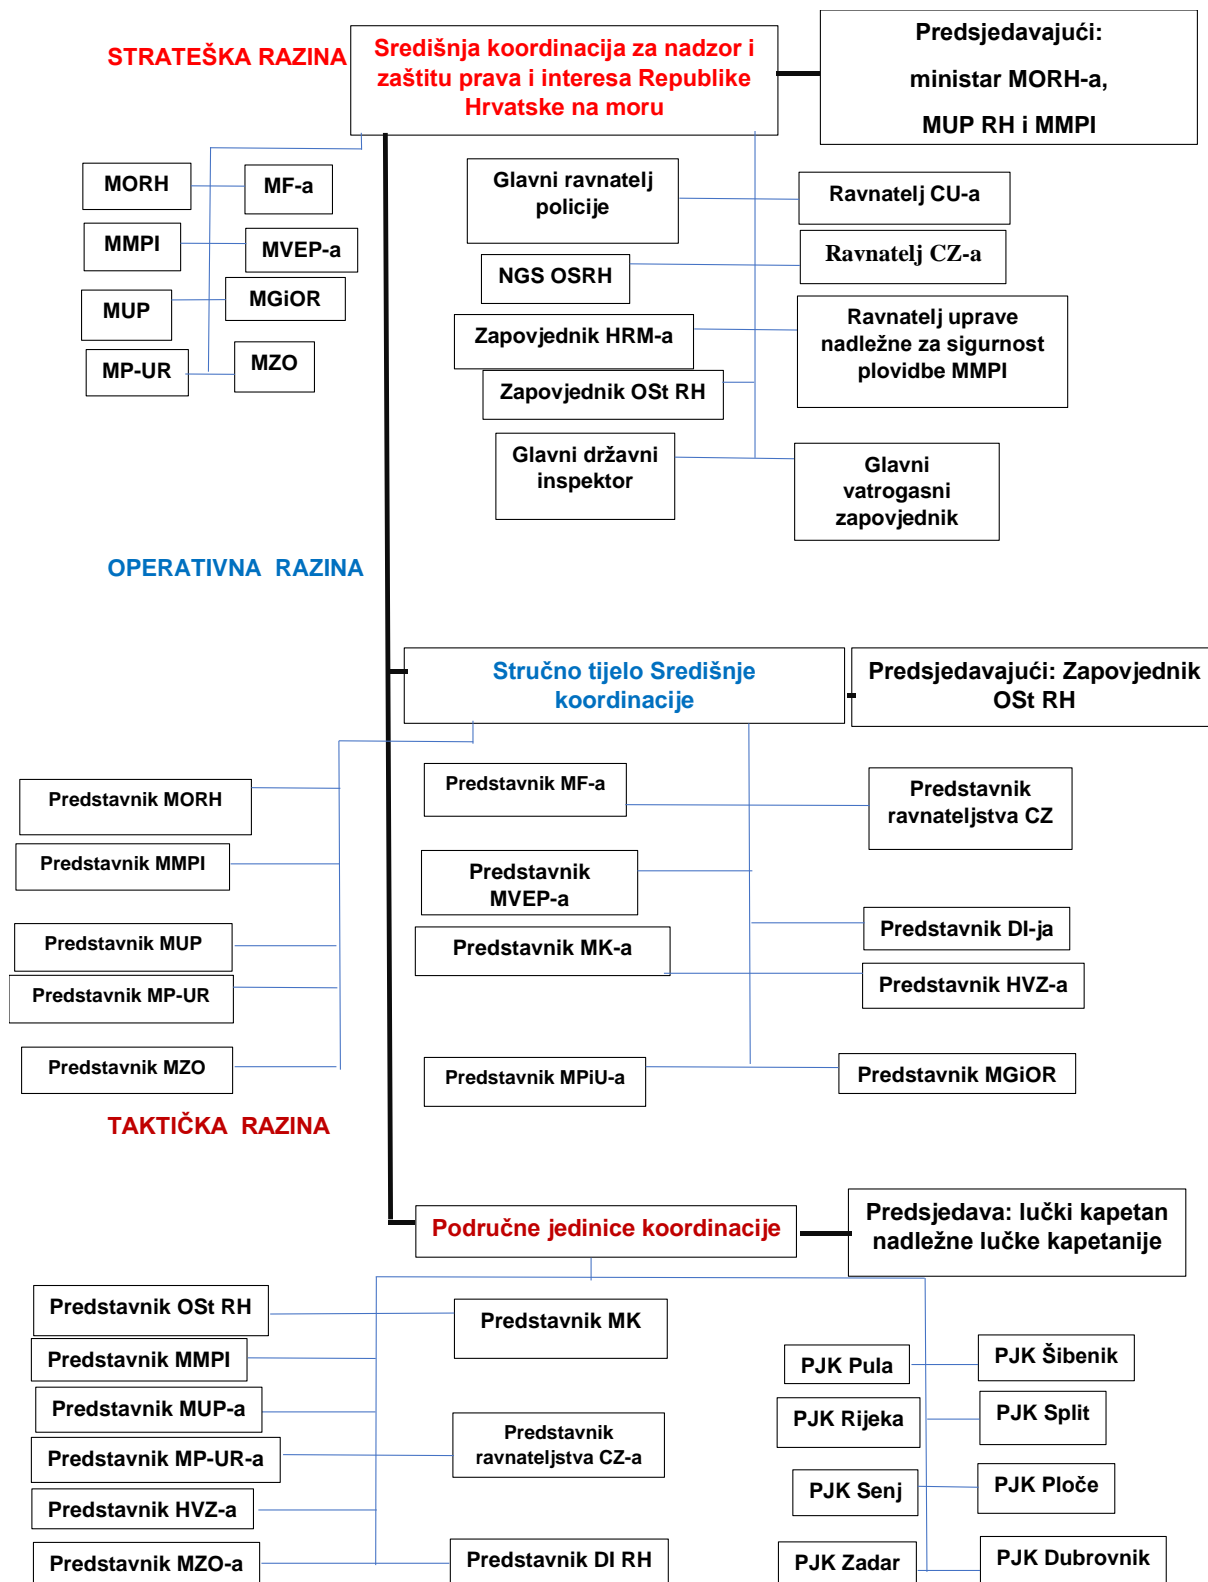 STRATEŠKA RAZINA
Središnja koordinacija za nadzor i
zaštitu prava i interesa Republike
Hrvatske na moru
Predsjedavajući:
ministar MORH-a,
MUP RH i MMPI
MORH
MF-a
MMPI
MVEP-a
MUP
MGiOR
MP-UR
MZO
Glavni ravnatelj
policije
Ravnatelj CU-a
NGS OSRH
Ravnatelj CZ-a
Zapovjednik HRM-a
Ravnatelj uprave
nadležne za sigurnost
plovidbe MMPI
Zapovjednik OSt RH
Glavni državni
inspektor
Glavni
vatrogasni
zapovjednik
OPERATIVNA RAZINA
Stručno tijelo Središnje
koordinacije
Predsjedavajući: Zapovjednik
OSt RH
Predstavnik MORH
Predstavnik MMPI
Predstavnik MUP
Predstavnik MP-UR
Predstavnik MZO
Predstavnik MF-a
Predstavnik
ravnateljstva CZ
Predstavnik
MVEP-a
Predstavnik DI-ja
Predstavnik MK-a
Predstavnik HVZ-a
Predstavnik MPiU-a
Predstavnik MGiOR
TAKTIČKA RAZINA
Područne jedinice koordinacije
Predsjedava: lučki kapetan
nadležne lučke kapetanije
Predstavnik OSt RH
Predstavnik MK
Predstavnik MMPI
Predstavnik MUP-a
Predstavnik MP-UR-a
Predstavnik
ravnateljstva CZ-a
Predstavnik HVZ-a
Predstavnik MZO-a
Predstavnik DI RH
PJK Pula
PJK Šibenik
PJK Rijeka
PJK Split
PJK Senj
PJK Ploče
PJK Zadar
PJK Dubrovnik